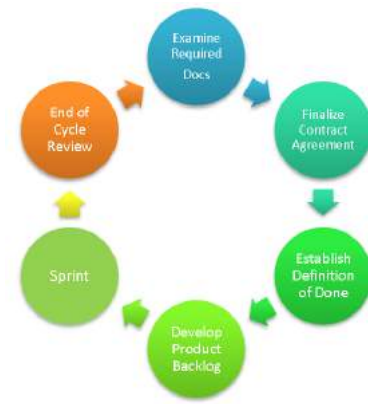 Examine
Required
Docs
Finalize
Contract
Agreement
Establish
Definition
of Done
Develop
Product
Backlog
Sprint
End of
Cycle
Review